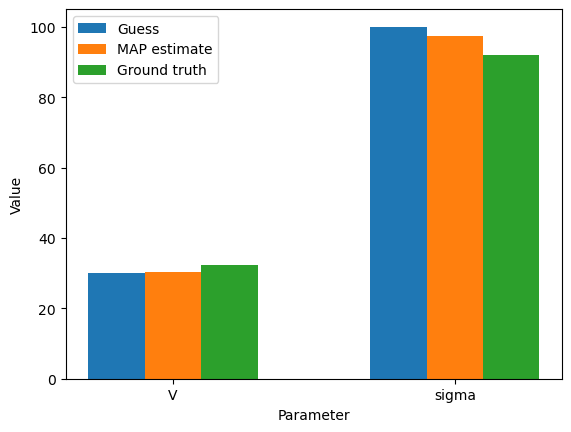 Guess
MAP estimate
Ground truth
Value
100
80
60
40
20
0
V
sigma
Parameter